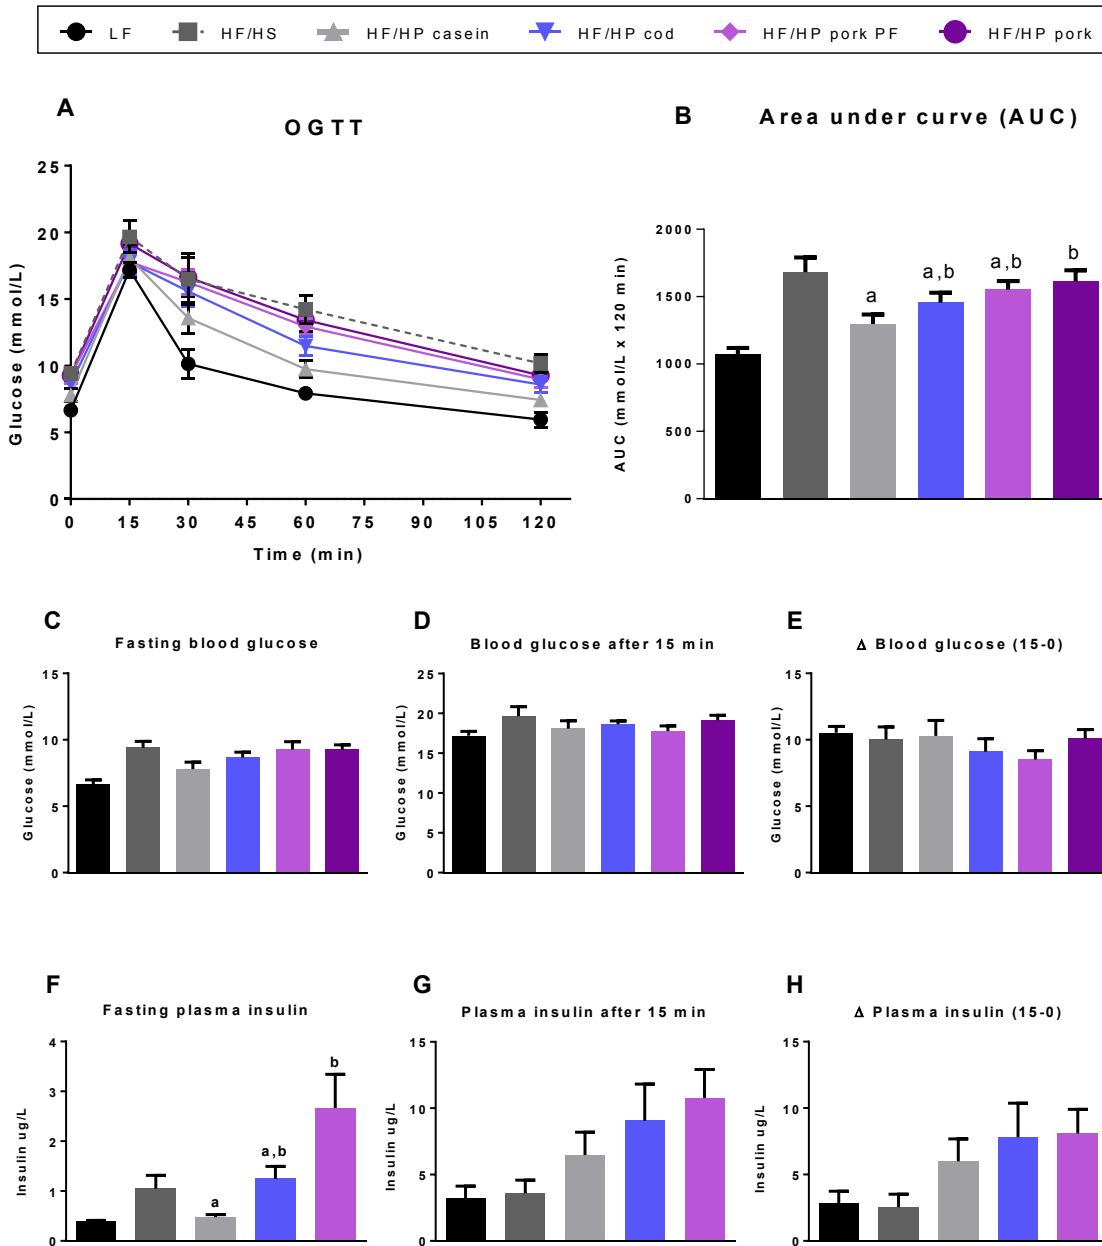 LF HF/HS HF/HP casein HF/HP cod HF/HP pork PF HF/HP pork
A
OGTT
Glucose (mmol/L)
25
20
15
10
5
0
0 15 30 45 60 75 90 105 120
Time (min)
B
Area under curve (AUC)
AUC (mmol/L x 120 min)
2000
1500
1000
500
0
a a,b a,b b
C
Fasting blood glucose
Glucose (mmol/L)
15
10
5
0
D
Blood glucose after 15 min
Glucose (mmol/L)
25
20
15
10
5
0
E
Δ Blood glucose (15-0)
Glucose (mmol/L)
15
10
5
0
F
Fasting plasma insulin
Insulin ug/L
4
3
2
1
0
a a,b b
G
Plasma insulin after 15 min
Insulin ug/L
15
10
5
0
H
Δ Plasma insulin (15-0)
Insulin ug/L
15
10
5
0